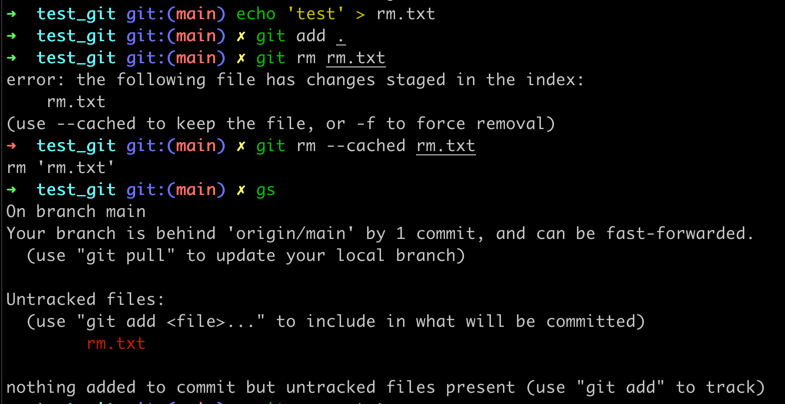 ➜  test_git git:(main) echo 'test' > rm.txt
➜  test_git git:(main) ✗ git add .
➜  test_git git:(main) ✗ git rm rm.txt
error: the following file has changes staged in the index:
    rm.txt
(use --cached to keep the file, or -f to force removal)
➜  test_git git:(main) ✗ git rm --cached rm.txt
rm 'rm.txt'
➜  test_git git:(main) ✗ gs
On branch main
Your branch is behind 'origin/main' by 1 commit, and can be fast-forwarded.
  (use "git pull" to update your local branch)

Untracked files:
  (use "git add <file>..." to include in what will be committed)
        rm.txt

nothing added to commit but untracked files present (use "git add" to track)